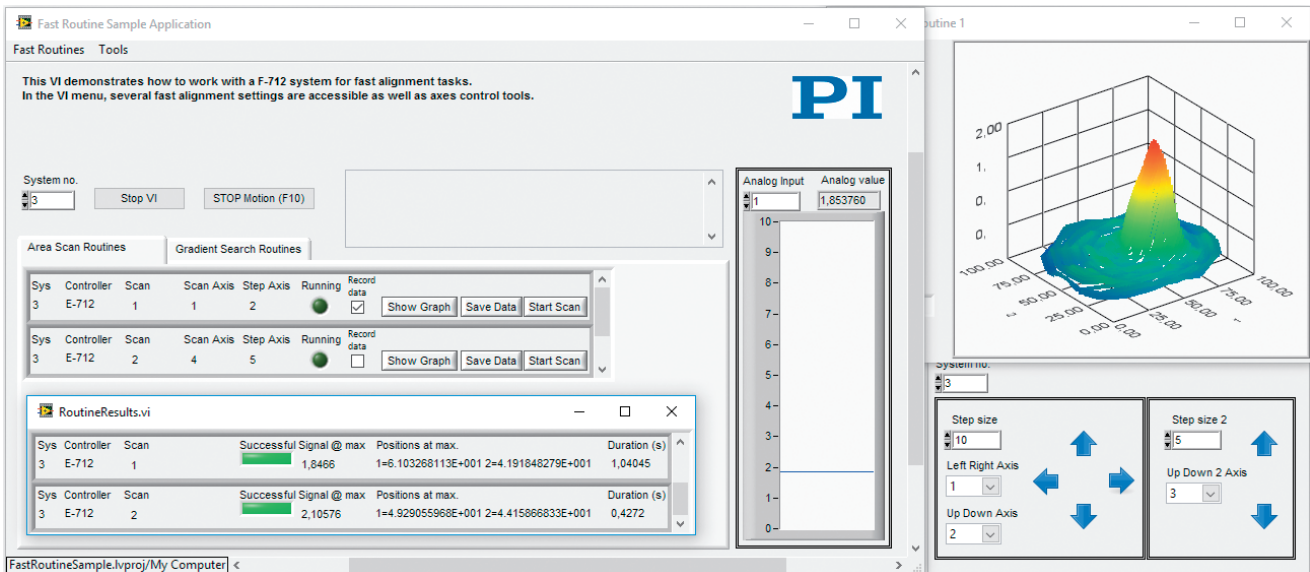 Fast Routine Sample Application
Fast Routines Tools
This VI demonstrates how to work with a F-712 system for fast alignment tasks.
In the VI menu, several fast alignment settings are accessible as well as axes control tools.
PI
System no.
3
Stop VI
STOP Motion (F10)
Area Scan Routines
Gradient Search Routines
Sys Controller Scan Scan Axis Step Axis Running Record data
3 E-712 1 1 2 Show Graph Save Data Start Scan
Sys Controller Scan Scan Axis Step Axis Running Record data
3 E-712 2 4 5 Show Graph Save Data Start Scan
RoutineResults.vi
Sys Controller Scan Successful Signal @ max Positions at max. Duration (s)
3 E-712 1 1,8466 1=6.103268113E+001 2=4.191848279E+001 1,04045
Sys Controller Scan Successful Signal @ max Positions at max. Duration (s)
3 E-712 2 2,10576 1=4.929055968E+001 2=4.415866833E+001 0,4272
FastRoutineSample.lvproj/My Computer
Analog Input Analog value
1 1,853760
10
9
8
7
6
5
4
3
2
1
0
utine 1
2,00
1,
0,
0,
100,00
75,00
50,00
25,00
0,00
0,00
25,00
50,00
75,00
100,00
System no.
3
Step size
10
Left Right Axis
1
Up Down Axis
2
Step size 2
5
Up Down 2 Axis
3